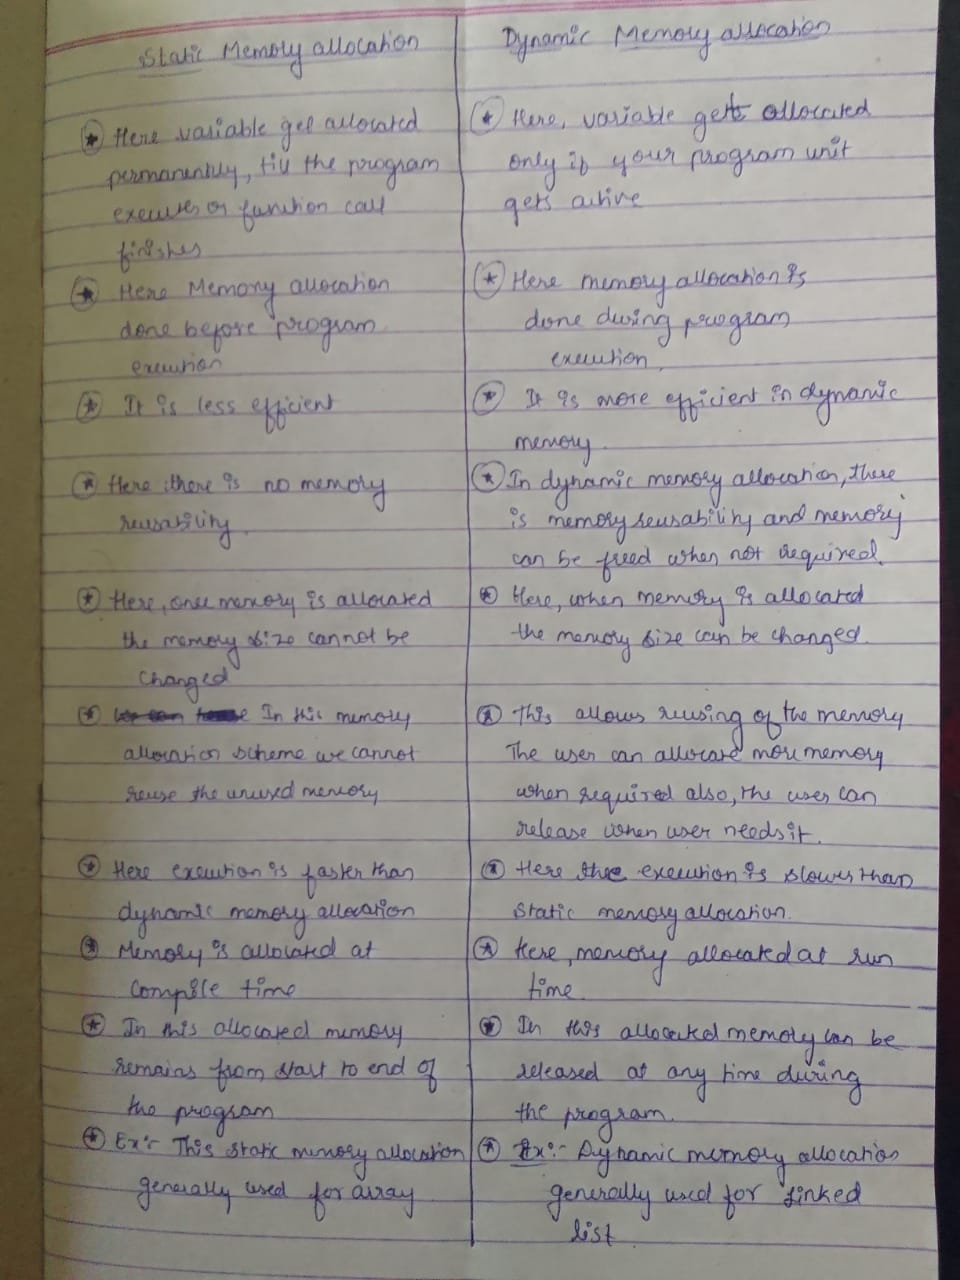 Static Memory allocation
Here variable get allocated
permanently, till the program
executes or function call
finishes
Here Memory allocation
done before program
execution
It is less efficient
Here there is no memory
reusability.
Here, once memory is allocated
the memory size cannot be
changed
In this memory
allocation scheme we cannot
reuse the unused memory
Here execution is faster than
dynamic memory allocation
Memory is allocated at
compile time
In this allocated memory
remains from start to end of
the program
Ex:- This static memory allocation
generally used for array
Dynamic Memory allocation
Here, variable gets allocated
only if your program unit
gets active
Here memory allocation is
done during program
execution.
It is more efficient in dynamic
memory.
In dynamic memory allocation, there
is memory reusability and memory
can be freed when not required.
Here, when memory is allocated
the memory size can be changed.
This allows reusing of the memory
The user can allocate more memory
when required also, the user can
release when user needs it.
Here the execution is slower than
static memory allocation.
Here, memory allocated at run
time.
In this allocated memory can be
released at any time during
the program.
Ex:- Dynamic memory allocation
generally used for linked
list.